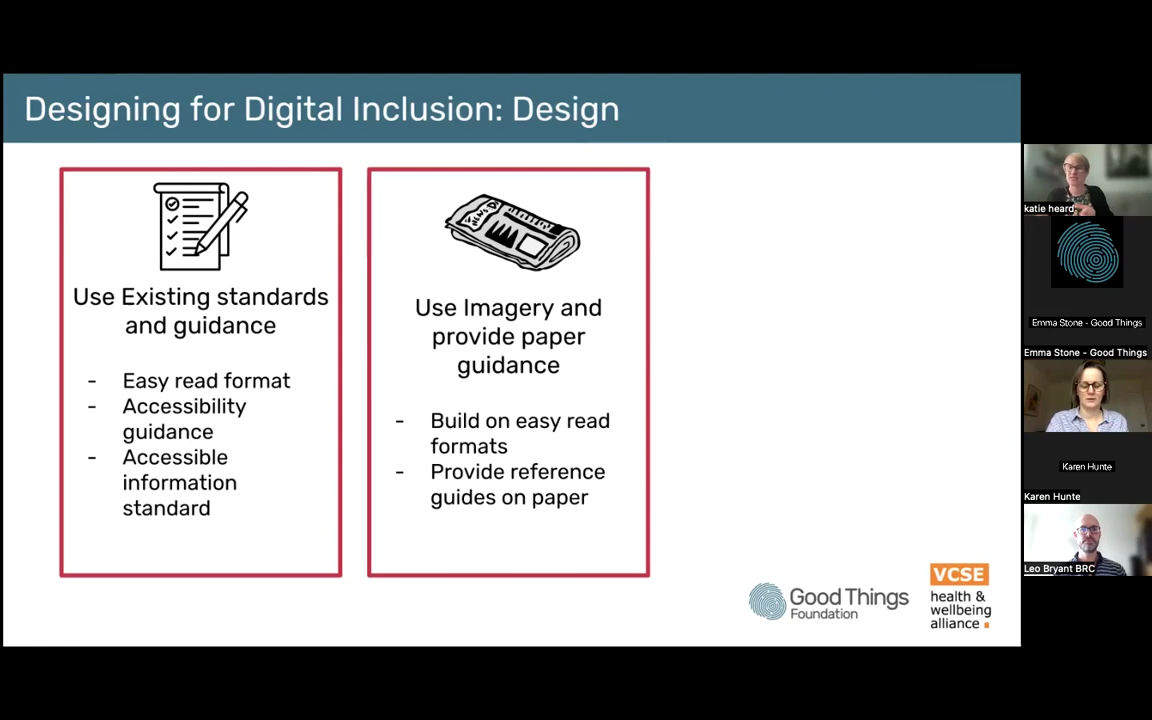 Designing for Digital Inclusion: Design
Use Existing standards
and guidance
- Easy read format
- Accessibility
guidance
- Accessible
information
standard
NEWS
Use Imagery and
provide paper
guidance
- Build on easy read
formats
- Provide reference
guides on paper
Good Things
Foundation
VCSE
health &
wellbeing
alliance
katie heard
Emma Stone - Good Things
Emma Stone - Good Things
Karen Hunte
Karen Hunte
Leo Bryant BRC